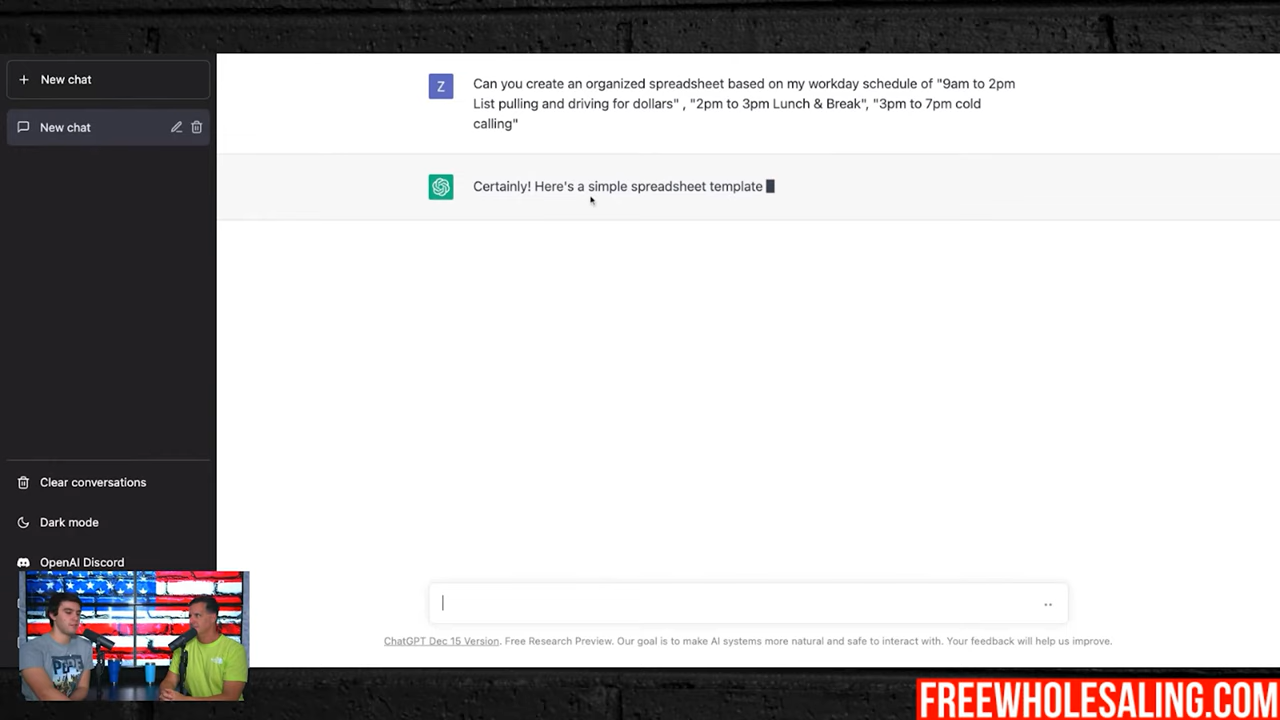 New chat
New chat
Clear conversations
Dark mode
OpenAI Discord
Z
Can you create an organized spreadsheet based on my workday schedule of "9am to 2pm
List pulling and driving for dollars" , "2pm to 3pm Lunch & Break", "3pm to 7pm cold
calling"
Certainly! Here's a simple spreadsheet template
ChatGPT Dec 15 Version. Free Research Preview. Our goal is to make AI systems more natural and safe to interact with. Your feedback will help us improve.
FREEWHOLESALING.COM